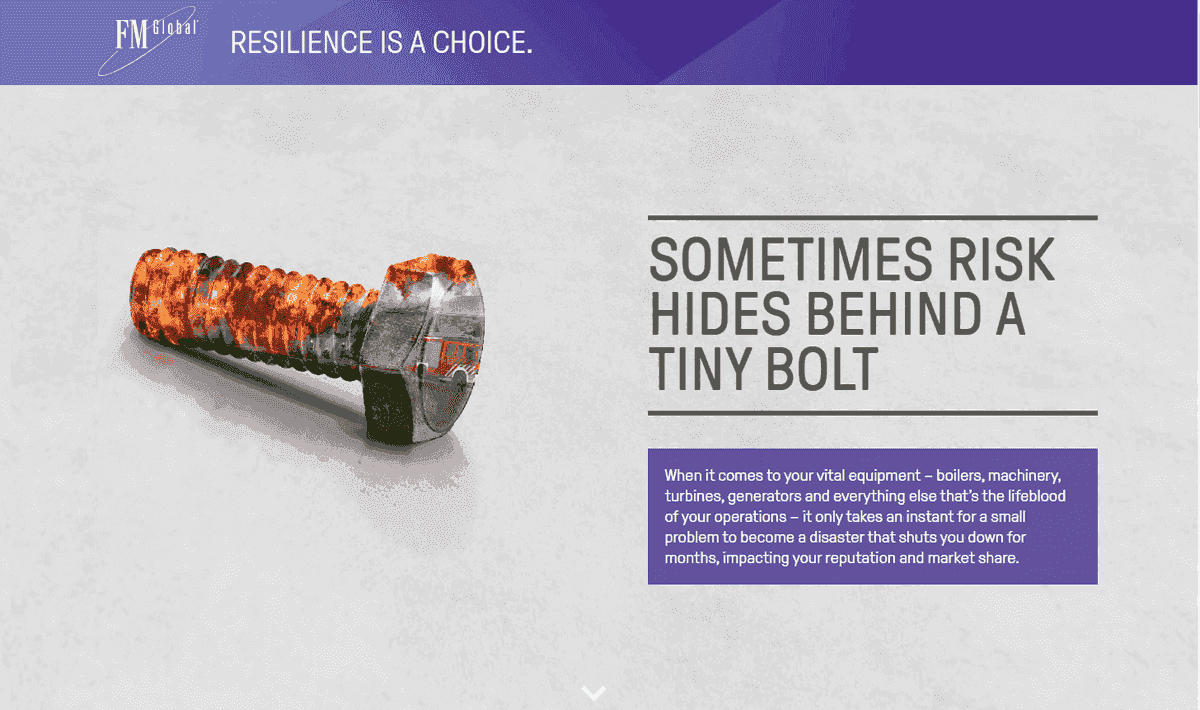 FM Global
RESILIENCE IS A CHOICE.
SOMETIMES RISK
HIDES BEHIND A
TINY BOLT
When it comes to your vital equipment – boilers, machinery,
turbines, generators and everything else that's the lifeblood
of your operations – it only takes an instant for a small
problem to become a disaster that shuts you down for
months, impacting your reputation and market share.